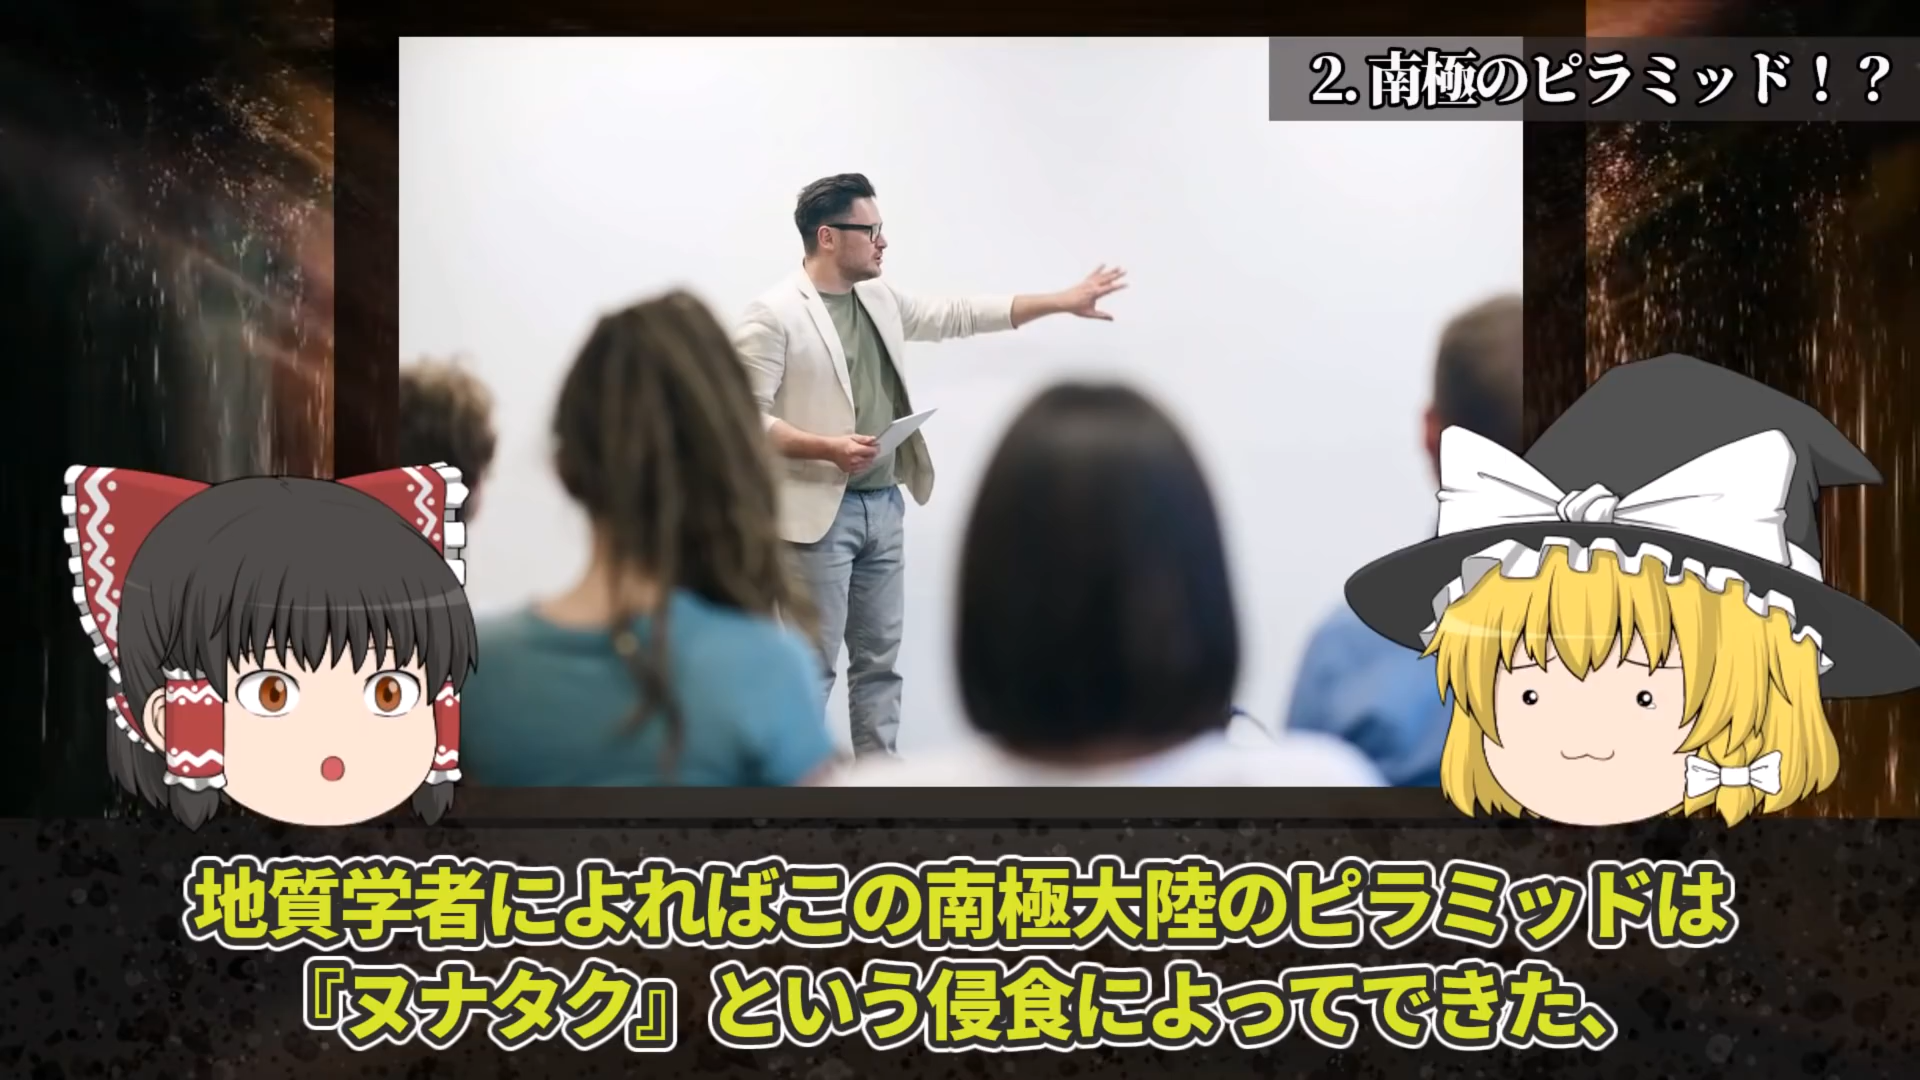 2.南極のピラミッド！？
地質学者によればこの南極大陸のピラミッドは
『ヌナタク』という侵食によってできた、